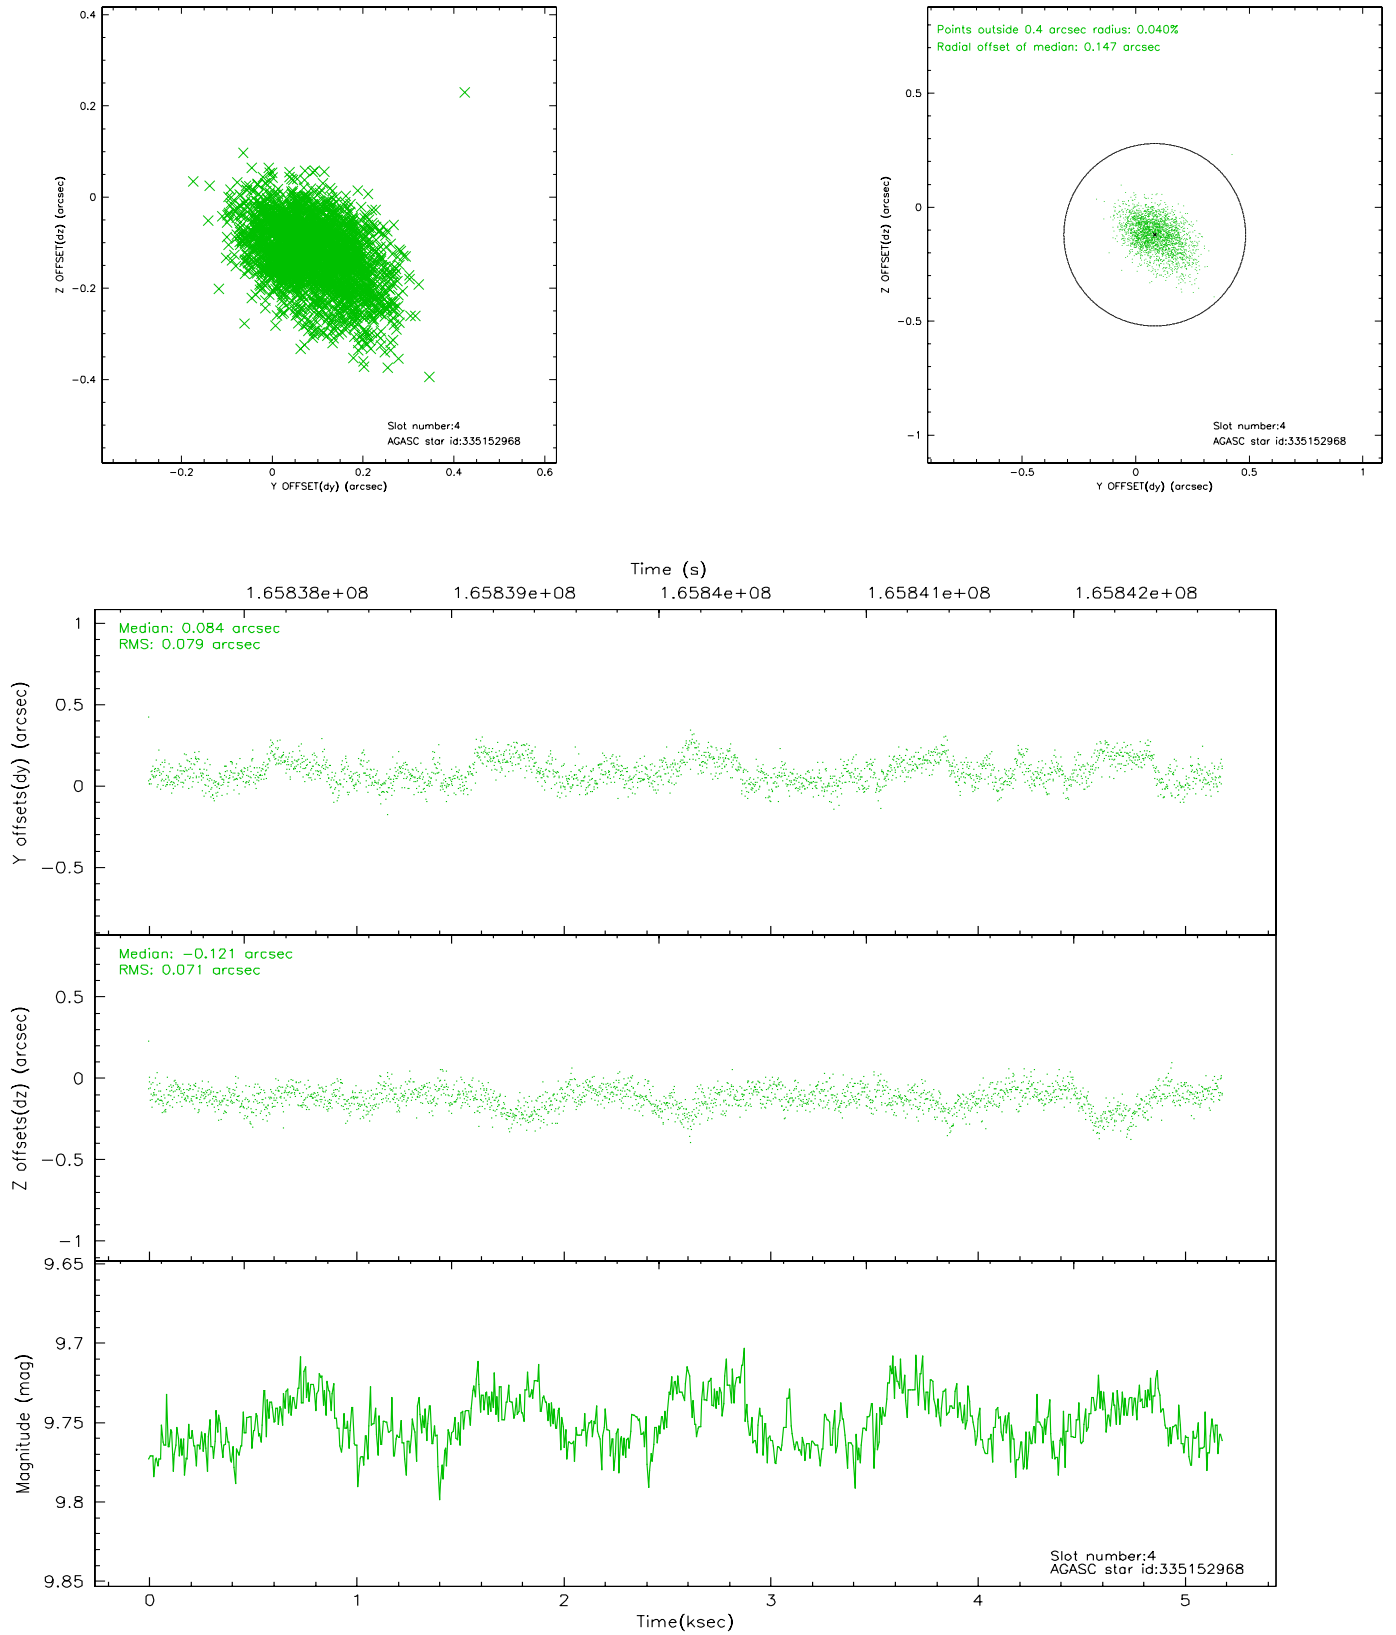 0.4
0.2
0
−0.2
−0.4
Z OFFSET(dz) (arcsec)
−0.2 0 0.2 0.4 0.6
Y OFFSET(dy) (arcsec)
Slot number:4
AGASC star id:335152968
Points outside 0.4 arcsec radius: 0.040%
Radial offset of median: 0.147 arcsec
0.5
0
−0.5
−1
Z OFFSET(dz) (arcsec)
−0.5 0 0.5 1
Y OFFSET(dy) (arcsec)
Slot number:4
AGASC star id:335152968
Time (s)
1.65838e+08 1.65839e+08 1.6584e+08 1.65841e+08 1.65842e+08
Median: 0.084 arcsec
RMS: 0.079 arcsec
1
0.5
0
−0.5
Y offsets(dy) (arcsec)
Median: −0.121 arcsec
RMS: 0.071 arcsec
0.5
0
−0.5
−1
Z offsets(dz) (arcsec)
9.65
9.7
9.75
9.8
9.85
Magnitude (mag)
Slot number:4
AGASC star id:335152968
0 1 2 3 4 5
Time(ksec)